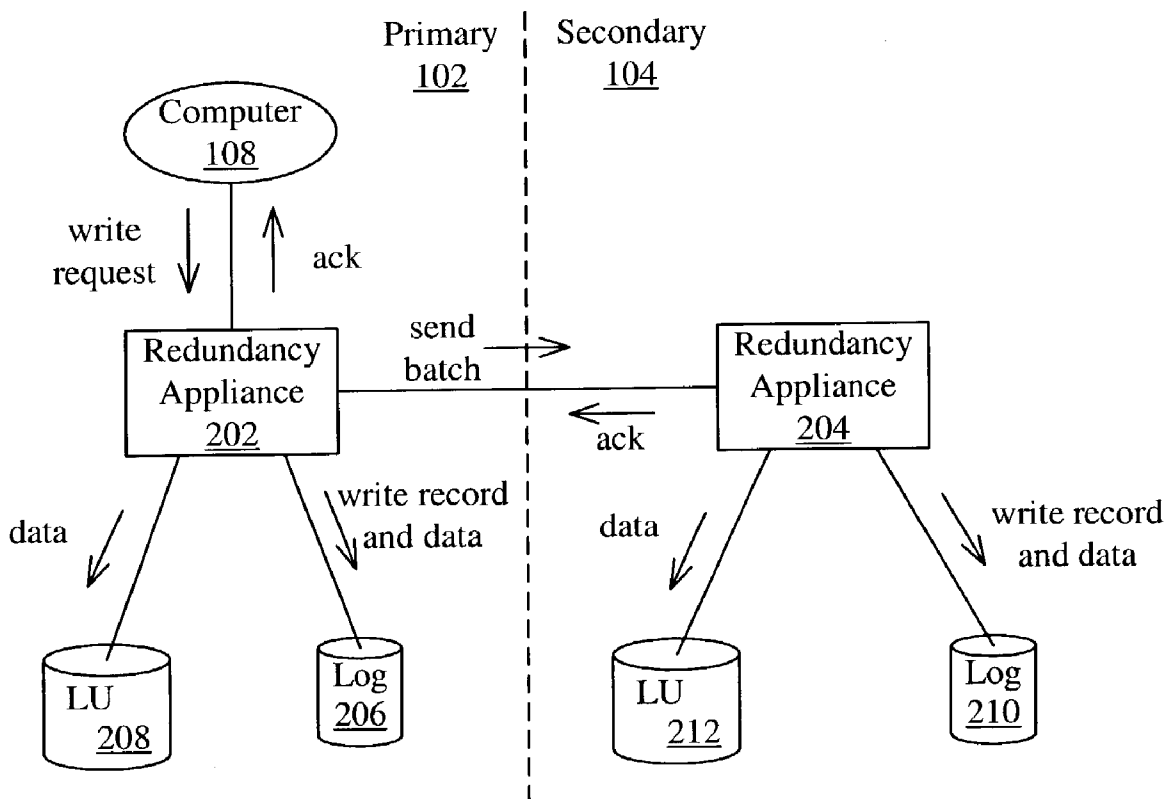 Primary
102
Secondary
104
Computer
108
write
request
ack
send
batch
Redundancy
Appliance
202
Redundancy
Appliance
204
ack
data
write record
and data
data
write record
and data
LU
208
Log
206
LU
212
Log
210